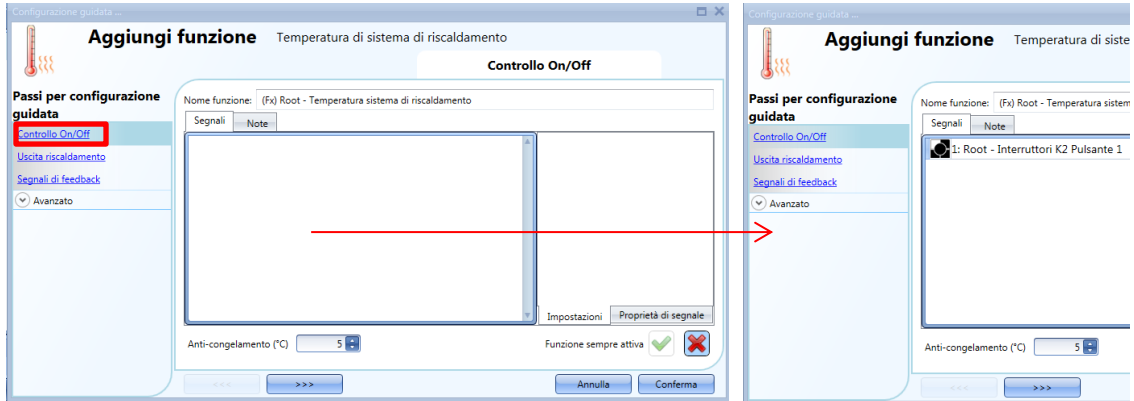 Configurazione guidata ...
Aggiungi funzione Temperatura di sistema di riscaldamento
Controllo On/Off
Passi per configurazione
guidata
Controllo On/Off
Uscita riscaldamento
Segnali di feedback
Avanzato
Nome funzione: (Fx) Root - Temperatura sistema di riscaldamento
Segnali Note
Impostazioni Proprietà di segnale
Anti-congelamento (°C) 5 Funzione sempre attiva
<<< >>> Annulla Conferma
Configurazione guidata ...
Aggiungi funzione Temperatura di siste
Passi per configurazione
guidata
Controllo On/Off
Uscita riscaldamento
Segnali di feedback
Avanzato
Nome funzione: (Fx) Root - Temperatura sistem
Segnali Note
1: Root - Interruttori K2 Pulsante 1
Anti-congelamento (°C) 5
<<< >>>